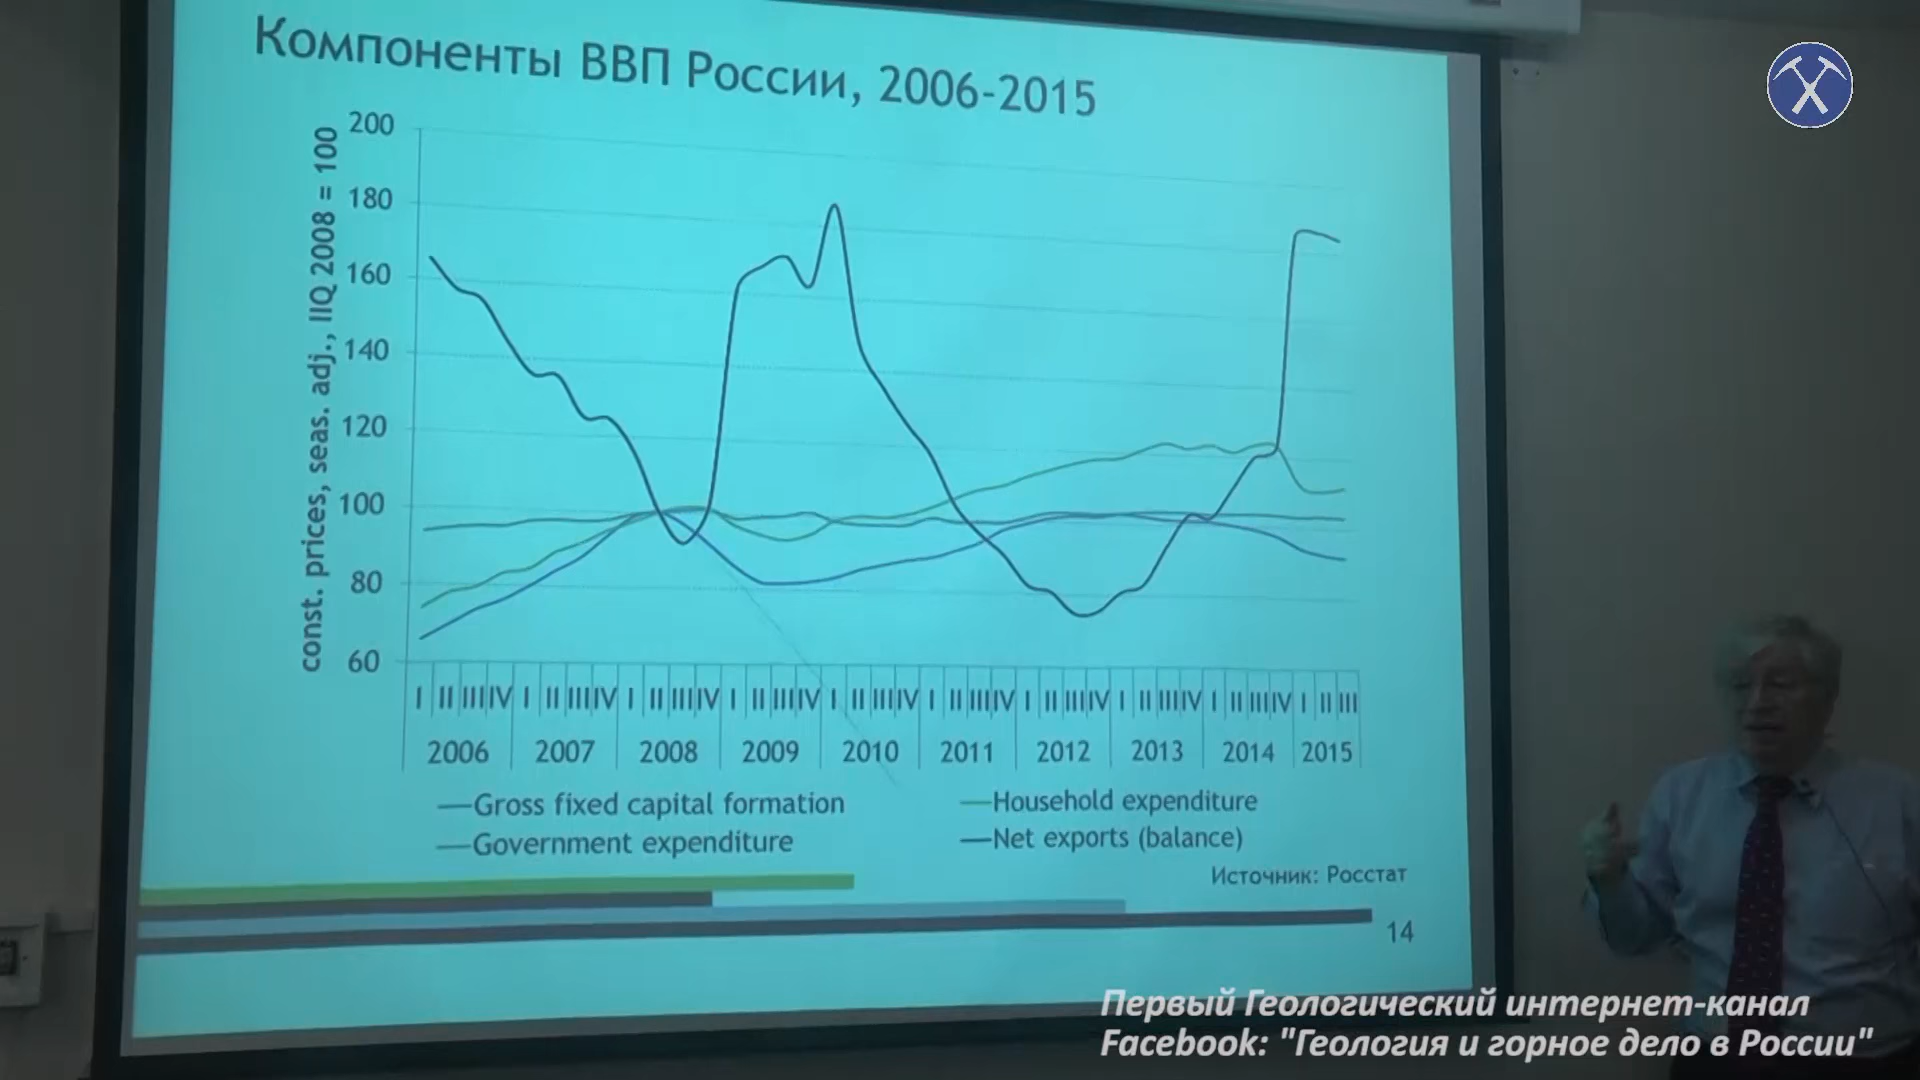 Компоненты ВВП России, 2006-2015
const. prices, seas. adj., IIQ 2008 = 100
200
180
160
140
120
100
80
60
I II III IV I II III IV I II III IV I II III IV I II III IV I II III IV I II III IV I II III IV I II III IV I II III
2006 2007 2008 2009 2010 2011 2012 2013 2014 2015
Gross fixed capital formation
Household expenditure
Government expenditure
Net exports (balance)
Источник: Росстат
14
Первый Геологический интернет-канал
Facebook: "Геология и горное дело в России"